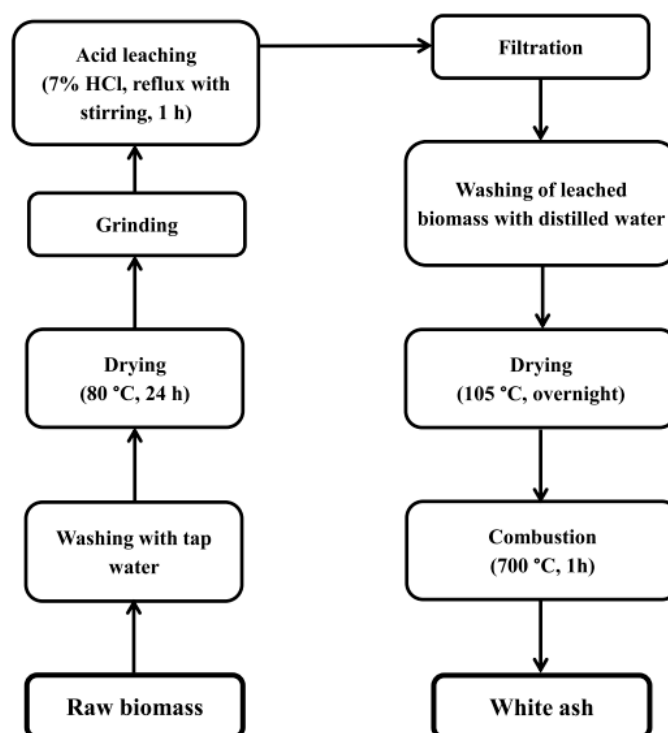 Acid leaching
(7% HCl, reflux with
stirring, 1 h)
Filtration
Washing of leached
biomass with distilled water
Grinding
Drying
(80 °C, 24 h)
Drying
(105 °C, overnight)
Washing with tap
water
Combustion
(700 °C, 1h)
Raw biomass
White ash